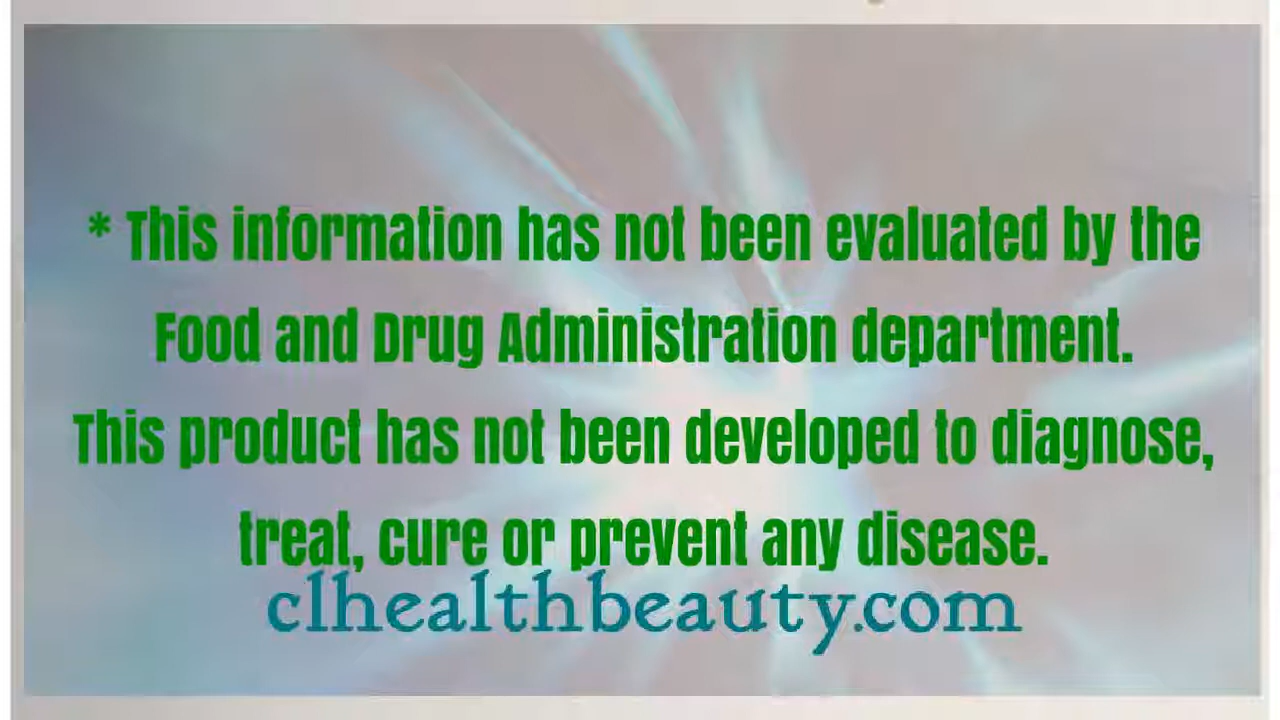 * This information has not been evaluated by the
Food and Drug Administration department.
This product has not been developed to diagnose,
treat, cure or prevent any disease.
clhealthbeauty.com